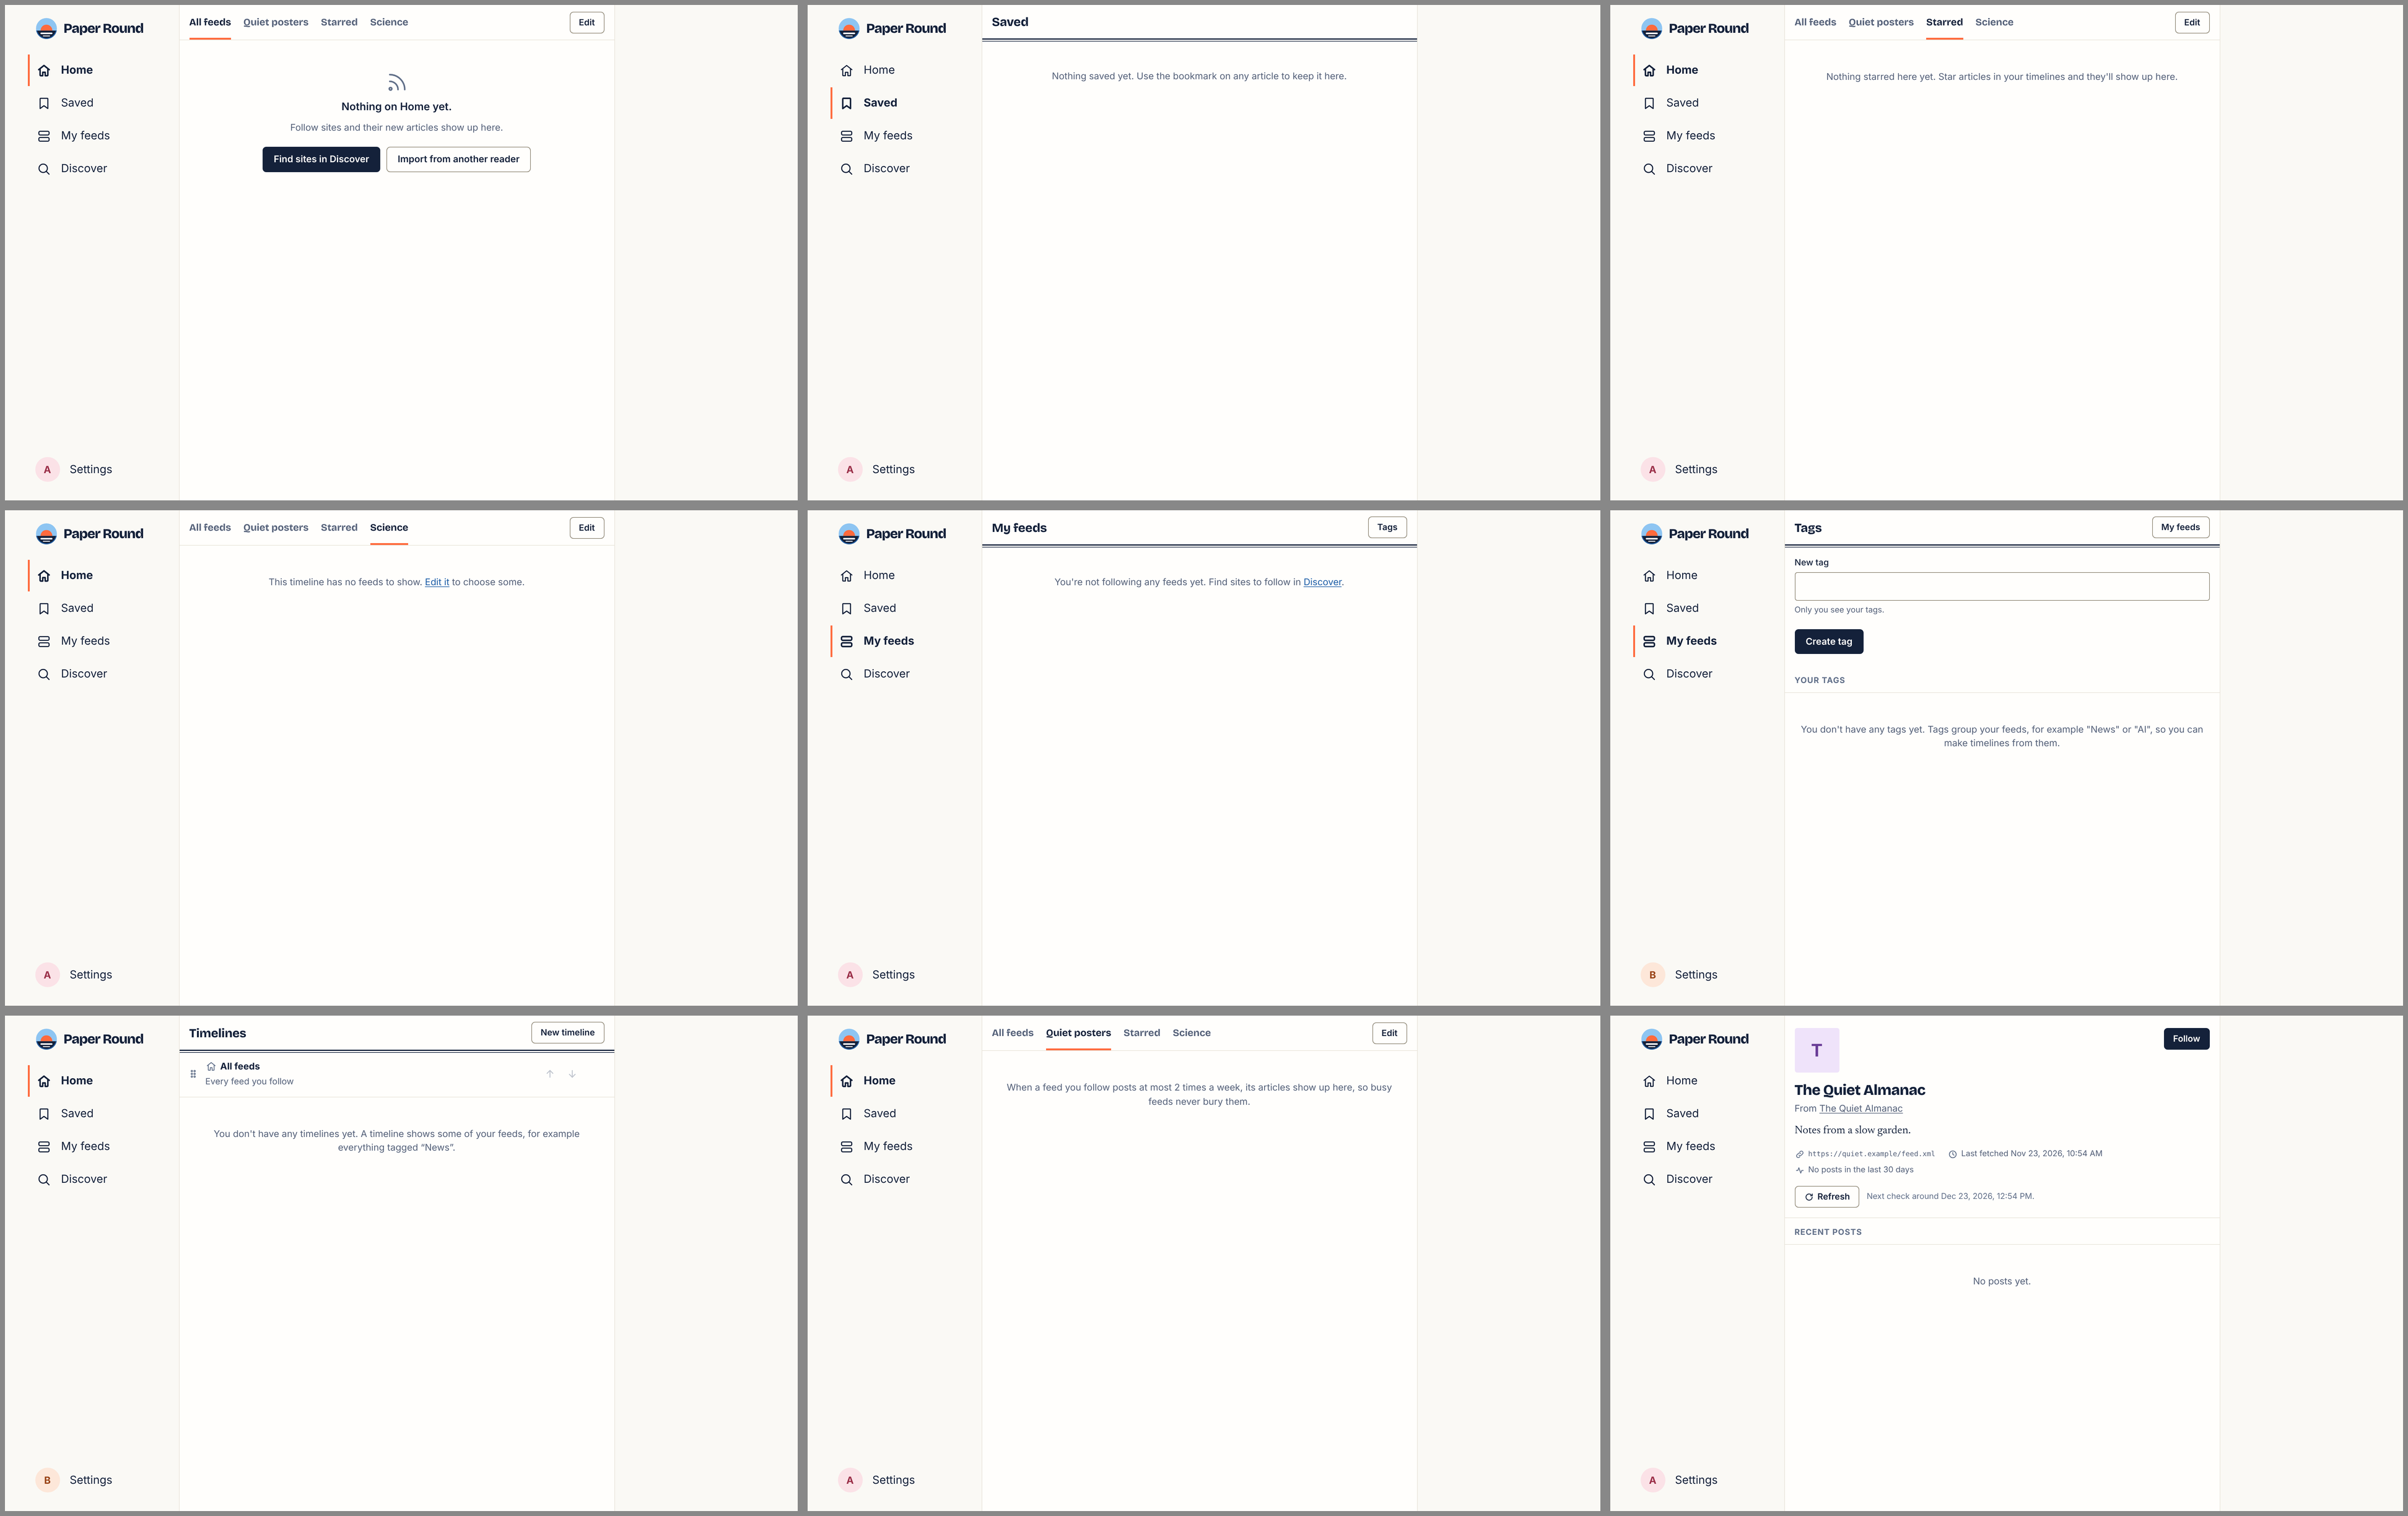 Paper Round
All feeds Quiet posters Starred Science Edit
Home
Saved
My feeds
Discover
Nothing on Home yet.
Follow sites and their new articles show up here.
Find sites in Discover Import from another reader
A Settings
Paper Round
Saved
Home
Saved
My feeds
Discover
Nothing saved yet. Use the bookmark on any article to keep it here.
A Settings
Paper Round
All feeds Quiet posters Starred Science Edit
Home
Saved
My feeds
Discover
Nothing starred here yet. Star articles in your timelines and they'll show up here.
A Settings
Paper Round
All feeds Quiet posters Starred Science Edit
Home
Saved
My feeds
Discover
This timeline has no feeds to show. Edit it to choose some.
A Settings
Paper Round
My feeds Tags
Home
Saved
My feeds
Discover
You're not following any feeds yet. Find sites to follow in Discover.
A Settings
Paper Round
Tags My feeds
Home
Saved
My feeds
Discover
New tag
Only you see your tags.
Create tag
YOUR TAGS
You don't have any tags yet. Tags group your feeds, for example "News" or "AI", so you can
make timelines from them.
B Settings
Paper Round
Timelines New timeline
Home
Saved
My feeds
Discover
All feeds
Every feed you follow
You don't have any timelines yet. A timeline shows some of your feeds, for example
everything tagged “News”.
B Settings
Paper Round
All feeds Quiet posters Starred Science Edit
Home
Saved
My feeds
Discover
When a feed you follow posts at most 2 times a week, its articles show up here, so busy
feeds never bury them.
A Settings
Paper Round
Home
Saved
My feeds
Discover
T Follow
The Quiet Almanac
From The Quiet Almanac
Notes from a slow garden.
https://quiet.example/feed.xml Last fetched Nov 23, 2026, 10:54 AM
No posts in the last 30 days
Refresh Next check around Dec 23, 2026, 12:54 PM.
RECENT POSTS
No posts yet.
A Settings